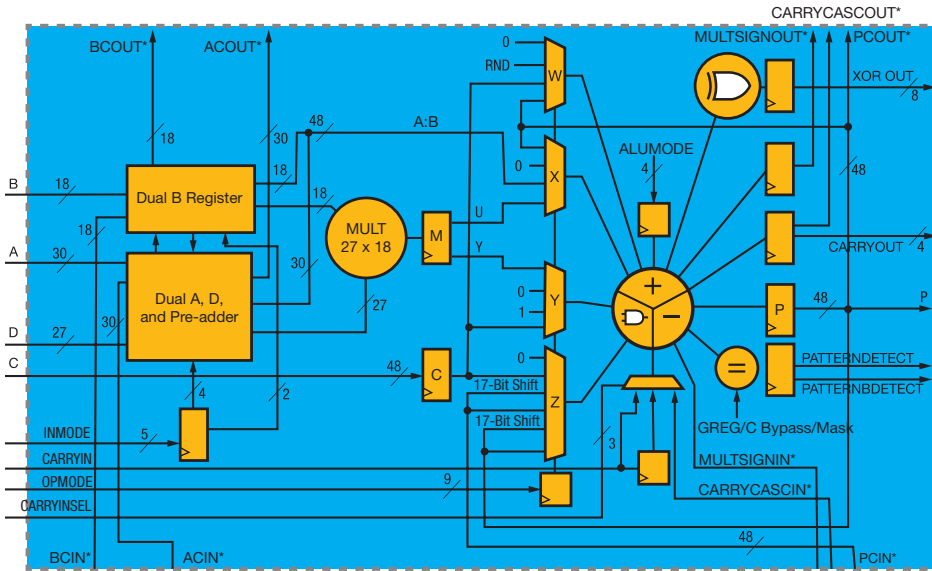 CARRYCASCOUT*
BCOUT*
ACOUT*
MULTSIGNOUT*
PCOUT*
0
RND
W
XOR OUT
8
18
30
48
A:B
ALUMODE
4
0
X
48
B
18
Dual B Register
18
18
18
MULT
27 x 18
M
U
Y
A
30
30
CARRYOUT
4
Dual A, D,
and Pre-adder
30
27
0
1
Y
+
−
P
48
P
D
27
C
48
C
0
17-Bit Shift
17-Bit Shift
Z
=
PATTERNDETECT
PATTERNBDETECT
4
2
INMODE
5
3
GREG/C Bypass/Mask
CARRYIN
MULTSIGNIN*
OPMODE
9
CARRYINSEL
CARRYCASCIN*
48
BCIN*
ACIN*
PCIN*